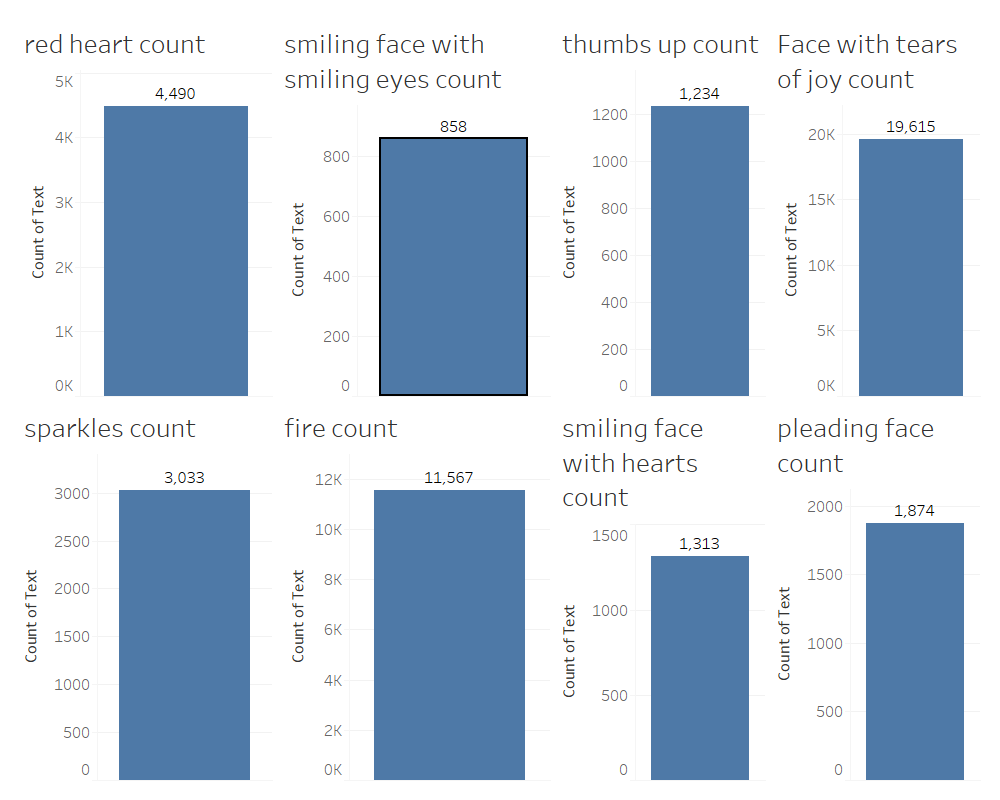 red heart count
5K
4K
3K
2K
1K
0K
Count of Text
4,490
smiling face with
smiling eyes count
800
600
400
200
0
Count of Text
858
thumbs up count
1200
1000
800
600
400
200
0
Count of Text
1,234
Face with tears
of joy count
20K
15K
10K
5K
0K
Count of Text
19,615
sparkles count
3000
2500
2000
1500
1000
500
0
Count of Text
3,033
fire count
12K
10K
8K
6K
4K
2K
0K
Count of Text
11,567
smiling face
with hearts
count
1500
1000
500
0
Count of Text
1,313
pleading face
count
2000
1500
1000
500
0
Count of Text
1,874